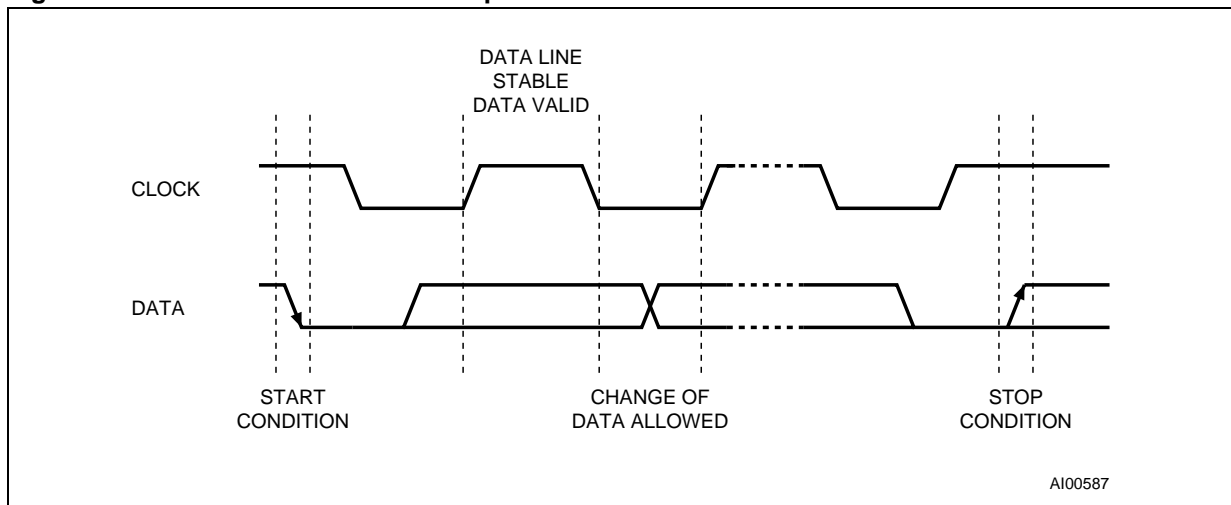 DATA LINE
STABLE
DATA VALID
CLOCK
DATA
START
CONDITION
CHANGE OF
DATA ALLOWED
STOP
CONDITION
AI00587